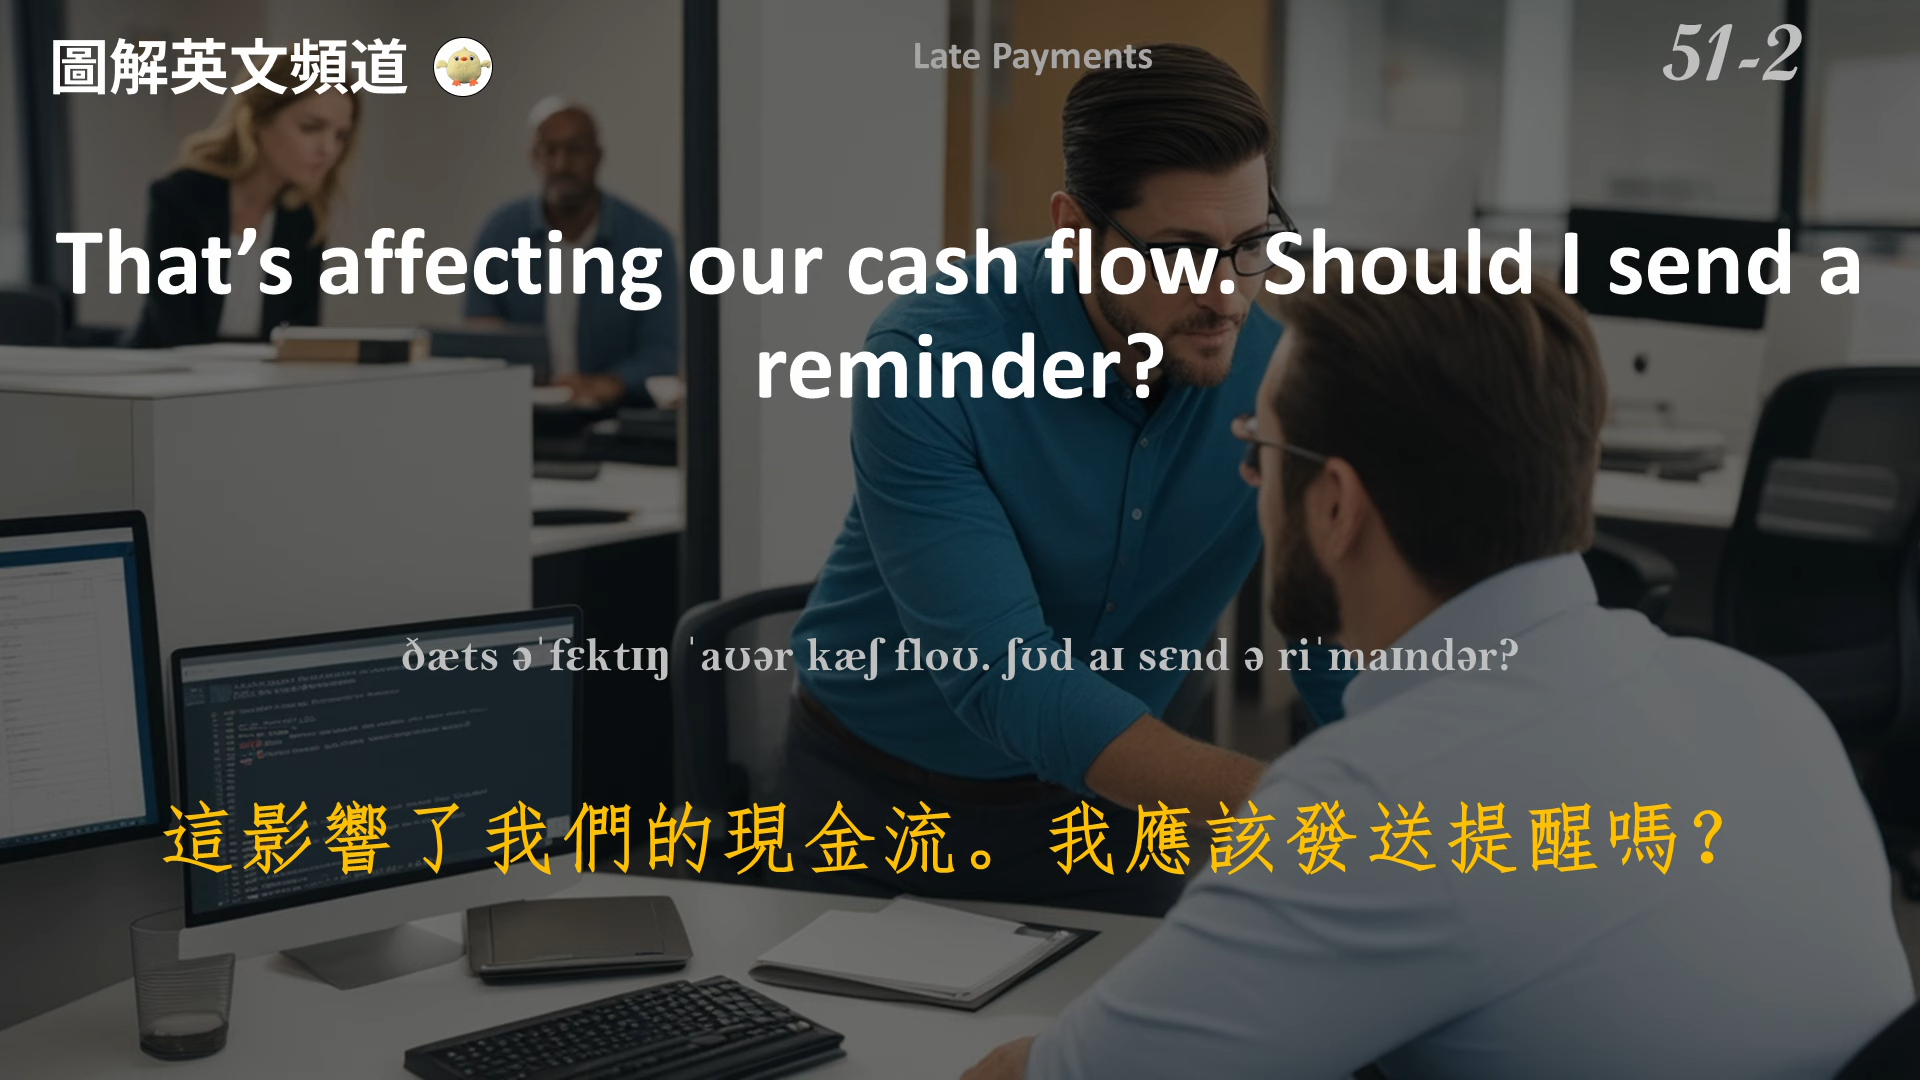 圖解英文頻道
Late Payments
51-2
That’s affecting our cash flow. Should I send a
reminder?
ðæts əˈfɛktɪŋ ˈaʊər kæʃ floʊ. ʃʊd aɪ sɛnd ə riˈmaɪndər?
這影響了我們的現金流。我應該發送提醒嗎？